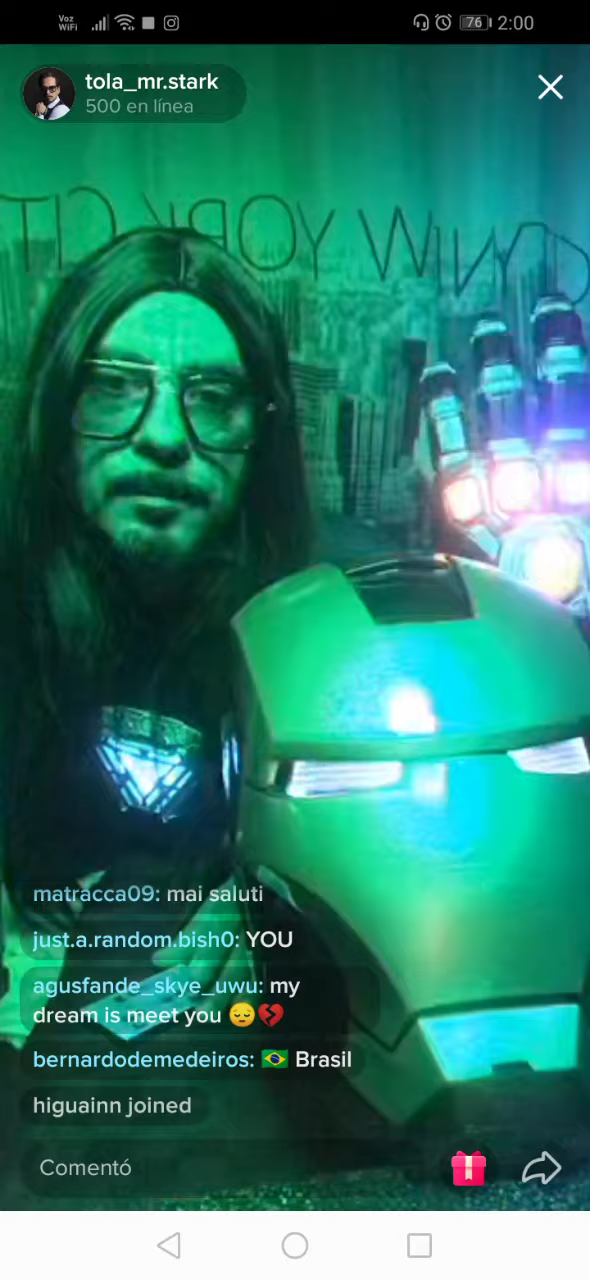 Voz
WiFi
76 2:00
tola_mr.stark
500 en línea
matracca09: mai saluti
just.a.random.bish0: YOU
agusfande_skye_uwu: my
dream is meet you 😔💔
bernardodemedeiros: 🇧🇷 Brasil
higuainn joined
Comentó